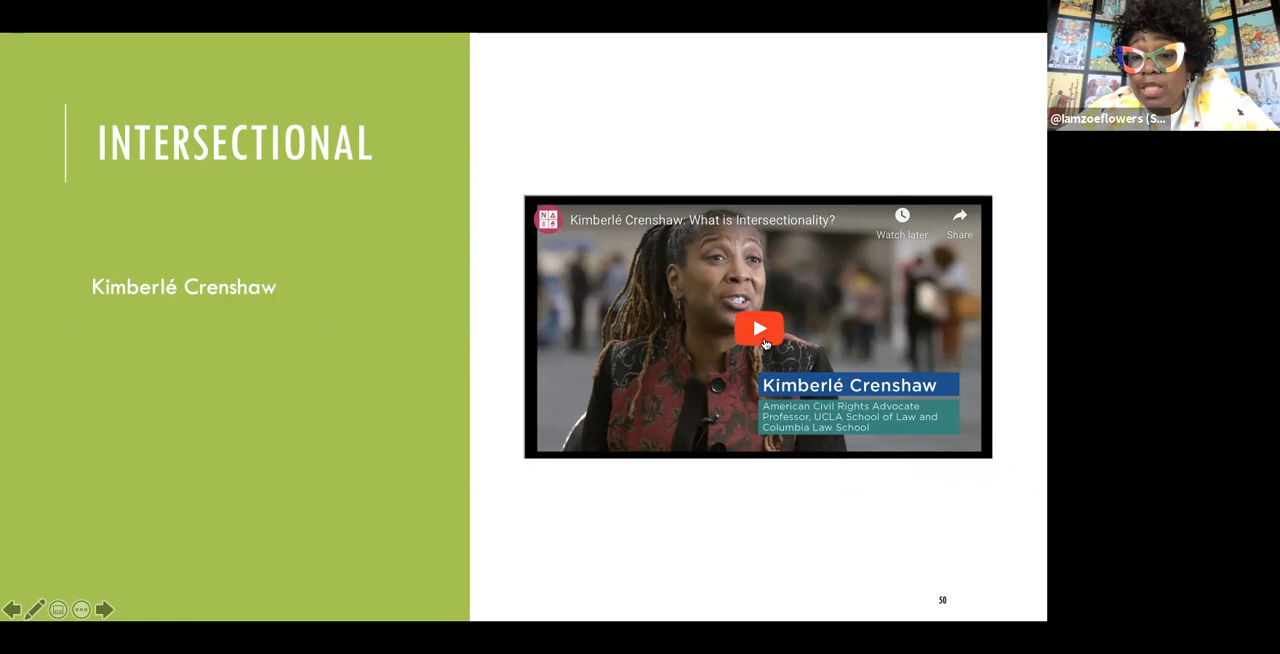 INTERSECTIONAL
Kimberlé Crenshaw
Kimberlé Crenshaw: What is Intersectionality?
Watch later
Share
Kimberlé Crenshaw
American Civil Rights Advocate
Professor, UCLA School of Law and
Columbia Law School
50
@Iamzoeflowers (S...